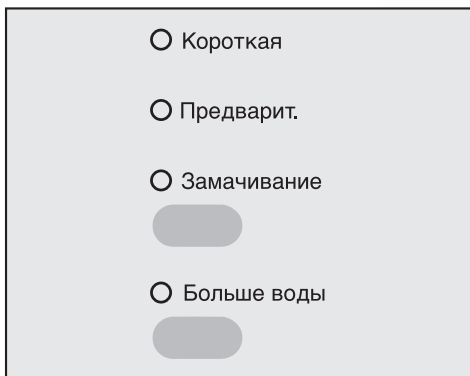 Короткая
Предварит.
Замачивание
Больше воды